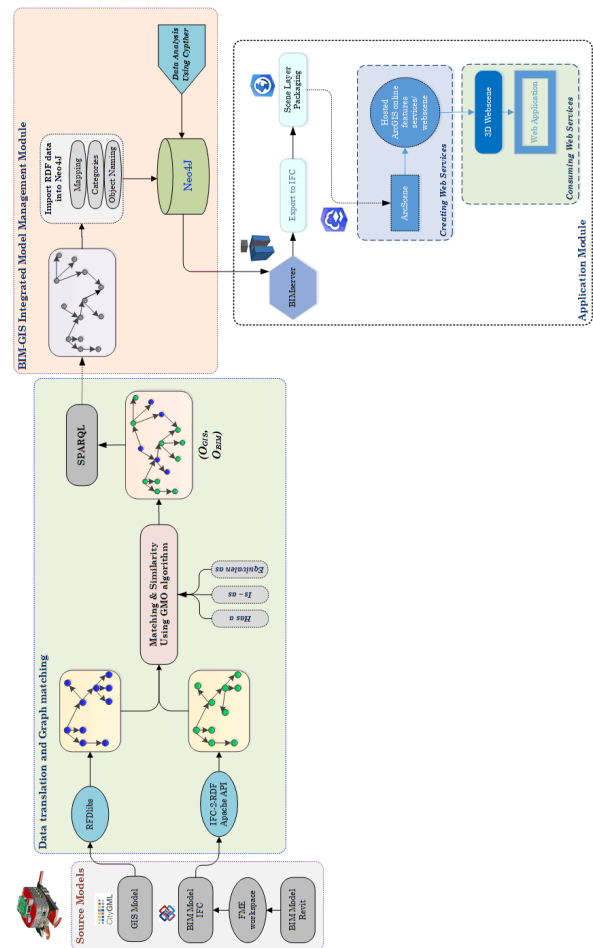 Source Models
CityGML
GIS Model
BIM Model
IFC
FME
workspace
BIM Model
Revit
Data translation and Graph matching
RFDlibs
IFC-2-RDF
Apache API
Matching & Similarity
Using GMO algorithm
Has a
Is - as
Equivalen as
(OGIS,
OBIM)
SPARQL
BIM-GIS Integrated Model Management Module
Import RDF data
into Neo4J
Mapping
Categories
Object Naming
Data Analysis
Using Cypther
Neo4J
Application Module
BIMserver
Export to IFC
Scene Layer
Packaging
Creating Web Services
ArcScene
Hosted
ArcGIS online
features
services/
webscene
Consuming Web Services
3D Webscene
Web Application